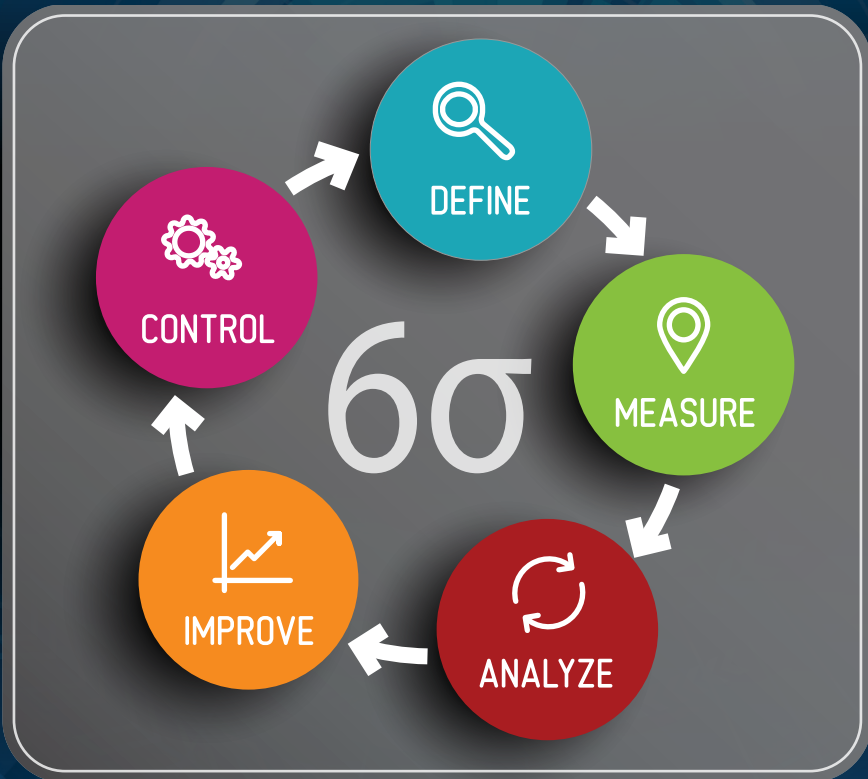 DEFINE
MEASURE
ANALYZE
IMPROVE
CONTROL
6σ